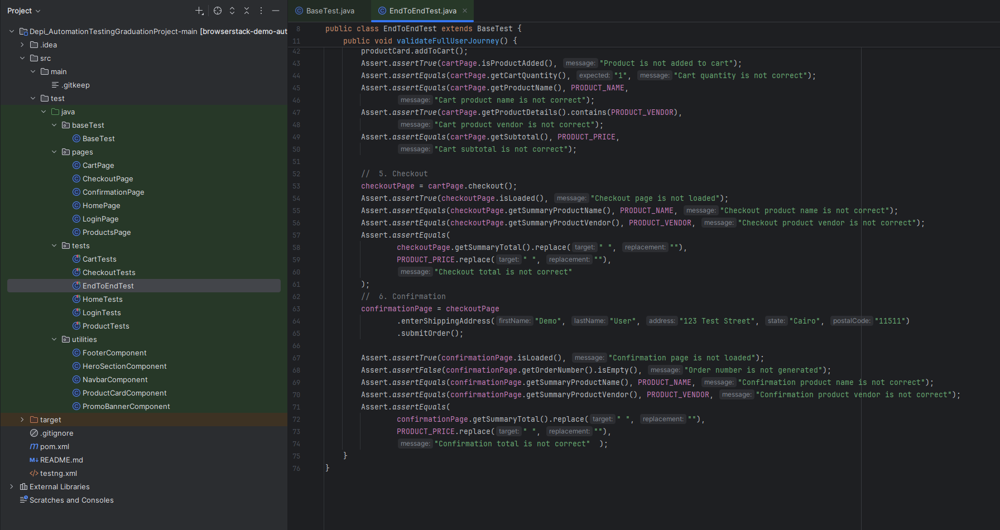 Project
BaseTest.java
EndToEndTest.java
Depi_AutomationTestingGraduationProject-main [browserstack-demo-aut
.idea
src
main
.gitkeep
test
java
baseTest
BaseTest
pages
CartPage
CheckoutPage
ConfirmationPage
HomePage
LoginPage
ProductsPage
tests
CartTests
CheckoutTests
EndToEndTest
HomeTests
LoginTests
ProductTests
utilities
FooterComponent
HeroSectionComponent
NavbarComponent
ProductCardComponent
PromoBannerComponent
target
.gitignore
pom.xml
README.md
testng.xml
External Libraries
Scratches and Consoles
8 public class EndToEndTest extends BaseTest {
11 public void validateFullUserJourney() {
42 productCard.addToCart();
43 Assert.assertTrue(cartPage.isProductAdded(), message: "Product is not added to cart");
44 Assert.assertEquals(cartPage.getCartQuantity(), expected: "1", message: "Cart quantity is not correct");
45 Assert.assertEquals(cartPage.getProductName(), PRODUCT_NAME,
46 message: "Cart product name is not correct");
47 Assert.assertTrue(cartPage.getProductDetails().contains(PRODUCT_VENDOR),
48 message: "Cart product vendor is not correct");
49 Assert.assertEquals(cartPage.getSubtotal(), PRODUCT_PRICE,
50 message: "Cart subtotal is not correct");
51
52 //  5. Checkout
53 checkoutPage = cartPage.checkout();
54 Assert.assertTrue(checkoutPage.isLoaded(), message: "Checkout page is not loaded");
55 Assert.assertEquals(checkoutPage.getSummaryProductName(), PRODUCT_NAME, message: "Checkout product name is not correct");
56 Assert.assertEquals(checkoutPage.getSummaryProductVendor(), PRODUCT_VENDOR, message: "Checkout product vendor is not correct");
57 Assert.assertEquals(
58 checkoutPage.getSummaryTotal().replace( target: " ", replacement: ""),
59 PRODUCT_PRICE.replace( target: " ", replacement: ""),
60 message: "Checkout total is not correct"
61 );
62 //  6. Confirmation
63 confirmationPage = checkoutPage
64 .enterShippingAddress( firstName: "Demo", lastName: "User", address: "123 Test Street", state: "Cairo", postalCode: "11511")
65 .submitOrder();
66
67 Assert.assertTrue(confirmationPage.isLoaded(), message: "Confirmation page is not loaded");
68 Assert.assertFalse(confirmationPage.getOrderNumber().isEmpty(), message: "Order number is not generated");
69 Assert.assertEquals(confirmationPage.getSummaryProductName(), PRODUCT_NAME, message: "Confirmation product name is not correct");
70 Assert.assertEquals(confirmationPage.getSummaryProductVendor(), PRODUCT_VENDOR, message: "Confirmation product vendor is not correct");
71 Assert.assertEquals(
72 confirmationPage.getSummaryTotal().replace( target: " ", replacement: ""),
73 PRODUCT_PRICE.replace( target: " ", replacement: ""),
74 message: "Confirmation total is not correct"  );
75 }
76 }